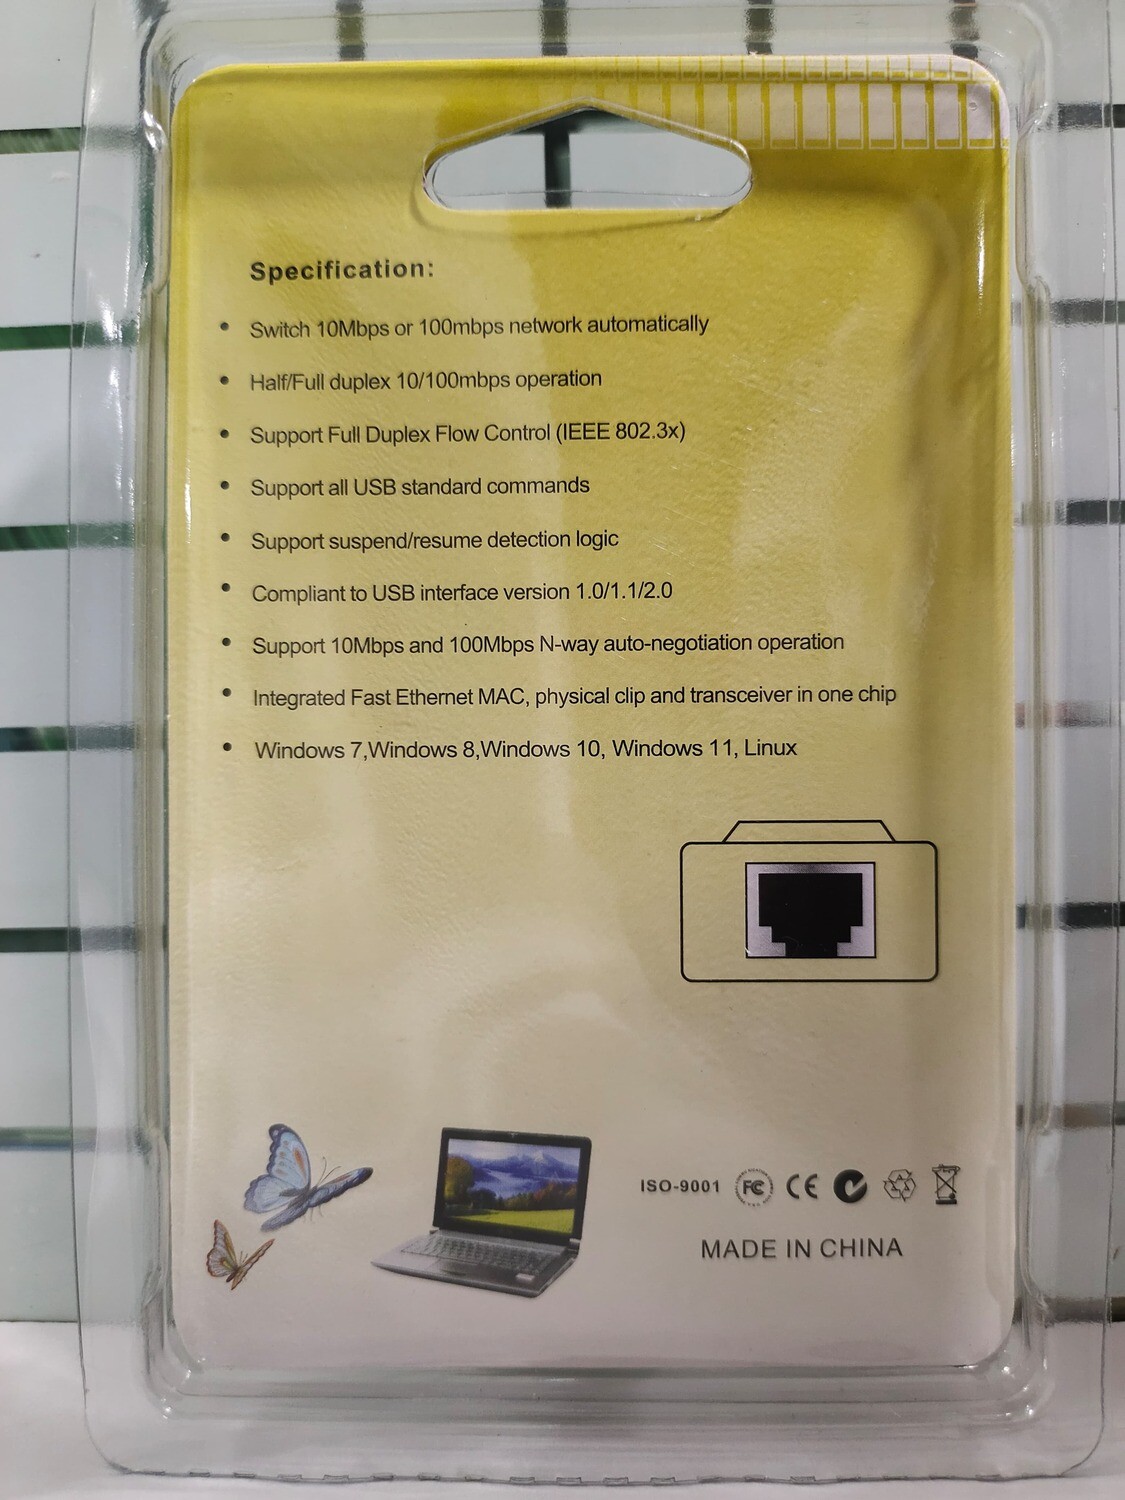 Specification:
• Switch 10Mbps or 100mbps network automatically
• Half/Full duplex 10/100mbps operation
• Support Full Duplex Flow Control (IEEE 802.3x)
• Support all USB standard commands
• Support suspend/resume detection logic
• Compliant to USB interface version 1.0/1.1/2.0
• Support 10Mbps and 100Mbps N-way auto-negotiation operation
• Integrated Fast Ethernet MAC, physical clip and transceiver in one chip
• Windows 7,Windows 8,Windows 10, Windows 11, Linux
ISO-9001 FC CE
MADE IN CHINA